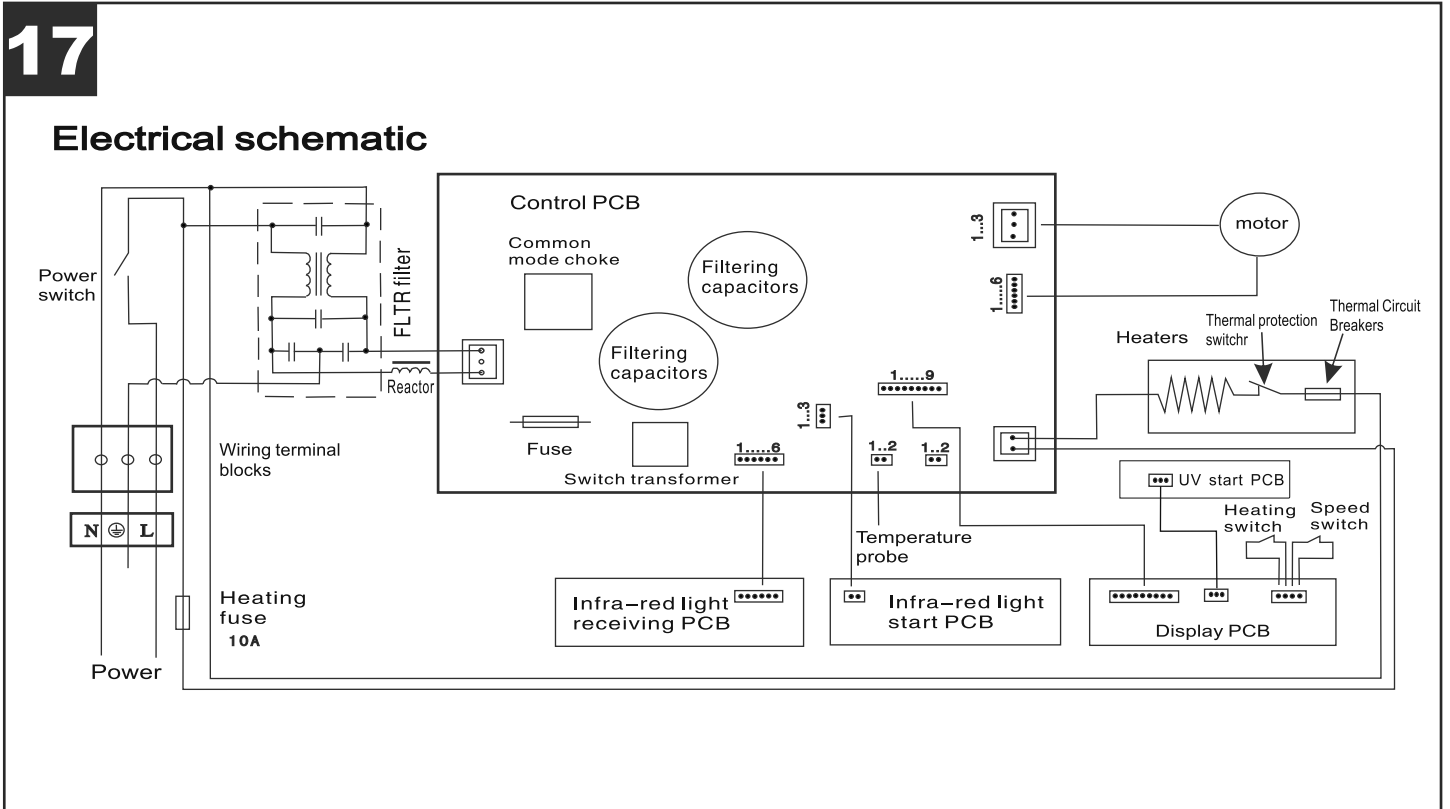 17
Electrical schematic
Control PCB
Common
mode choke
Filtering
capacitors
Filtering
capacitors
Fuse
Switch transformer
1...3
1....6
1.....9
1...3
1.....6
1..2
1..2
motor
Power
switch
FLTR filter
Reactor
Wiring terminal
blocks
N
L
Heating
fuse
10A
Power
Heaters
Thermal protection
switchr
Thermal Circuit
Breakers
UV start PCB
Heating
switch
Speed
switch
Temperature
probe
Infra-red light
receiving PCB
Infra-red light
start PCB
Display PCB